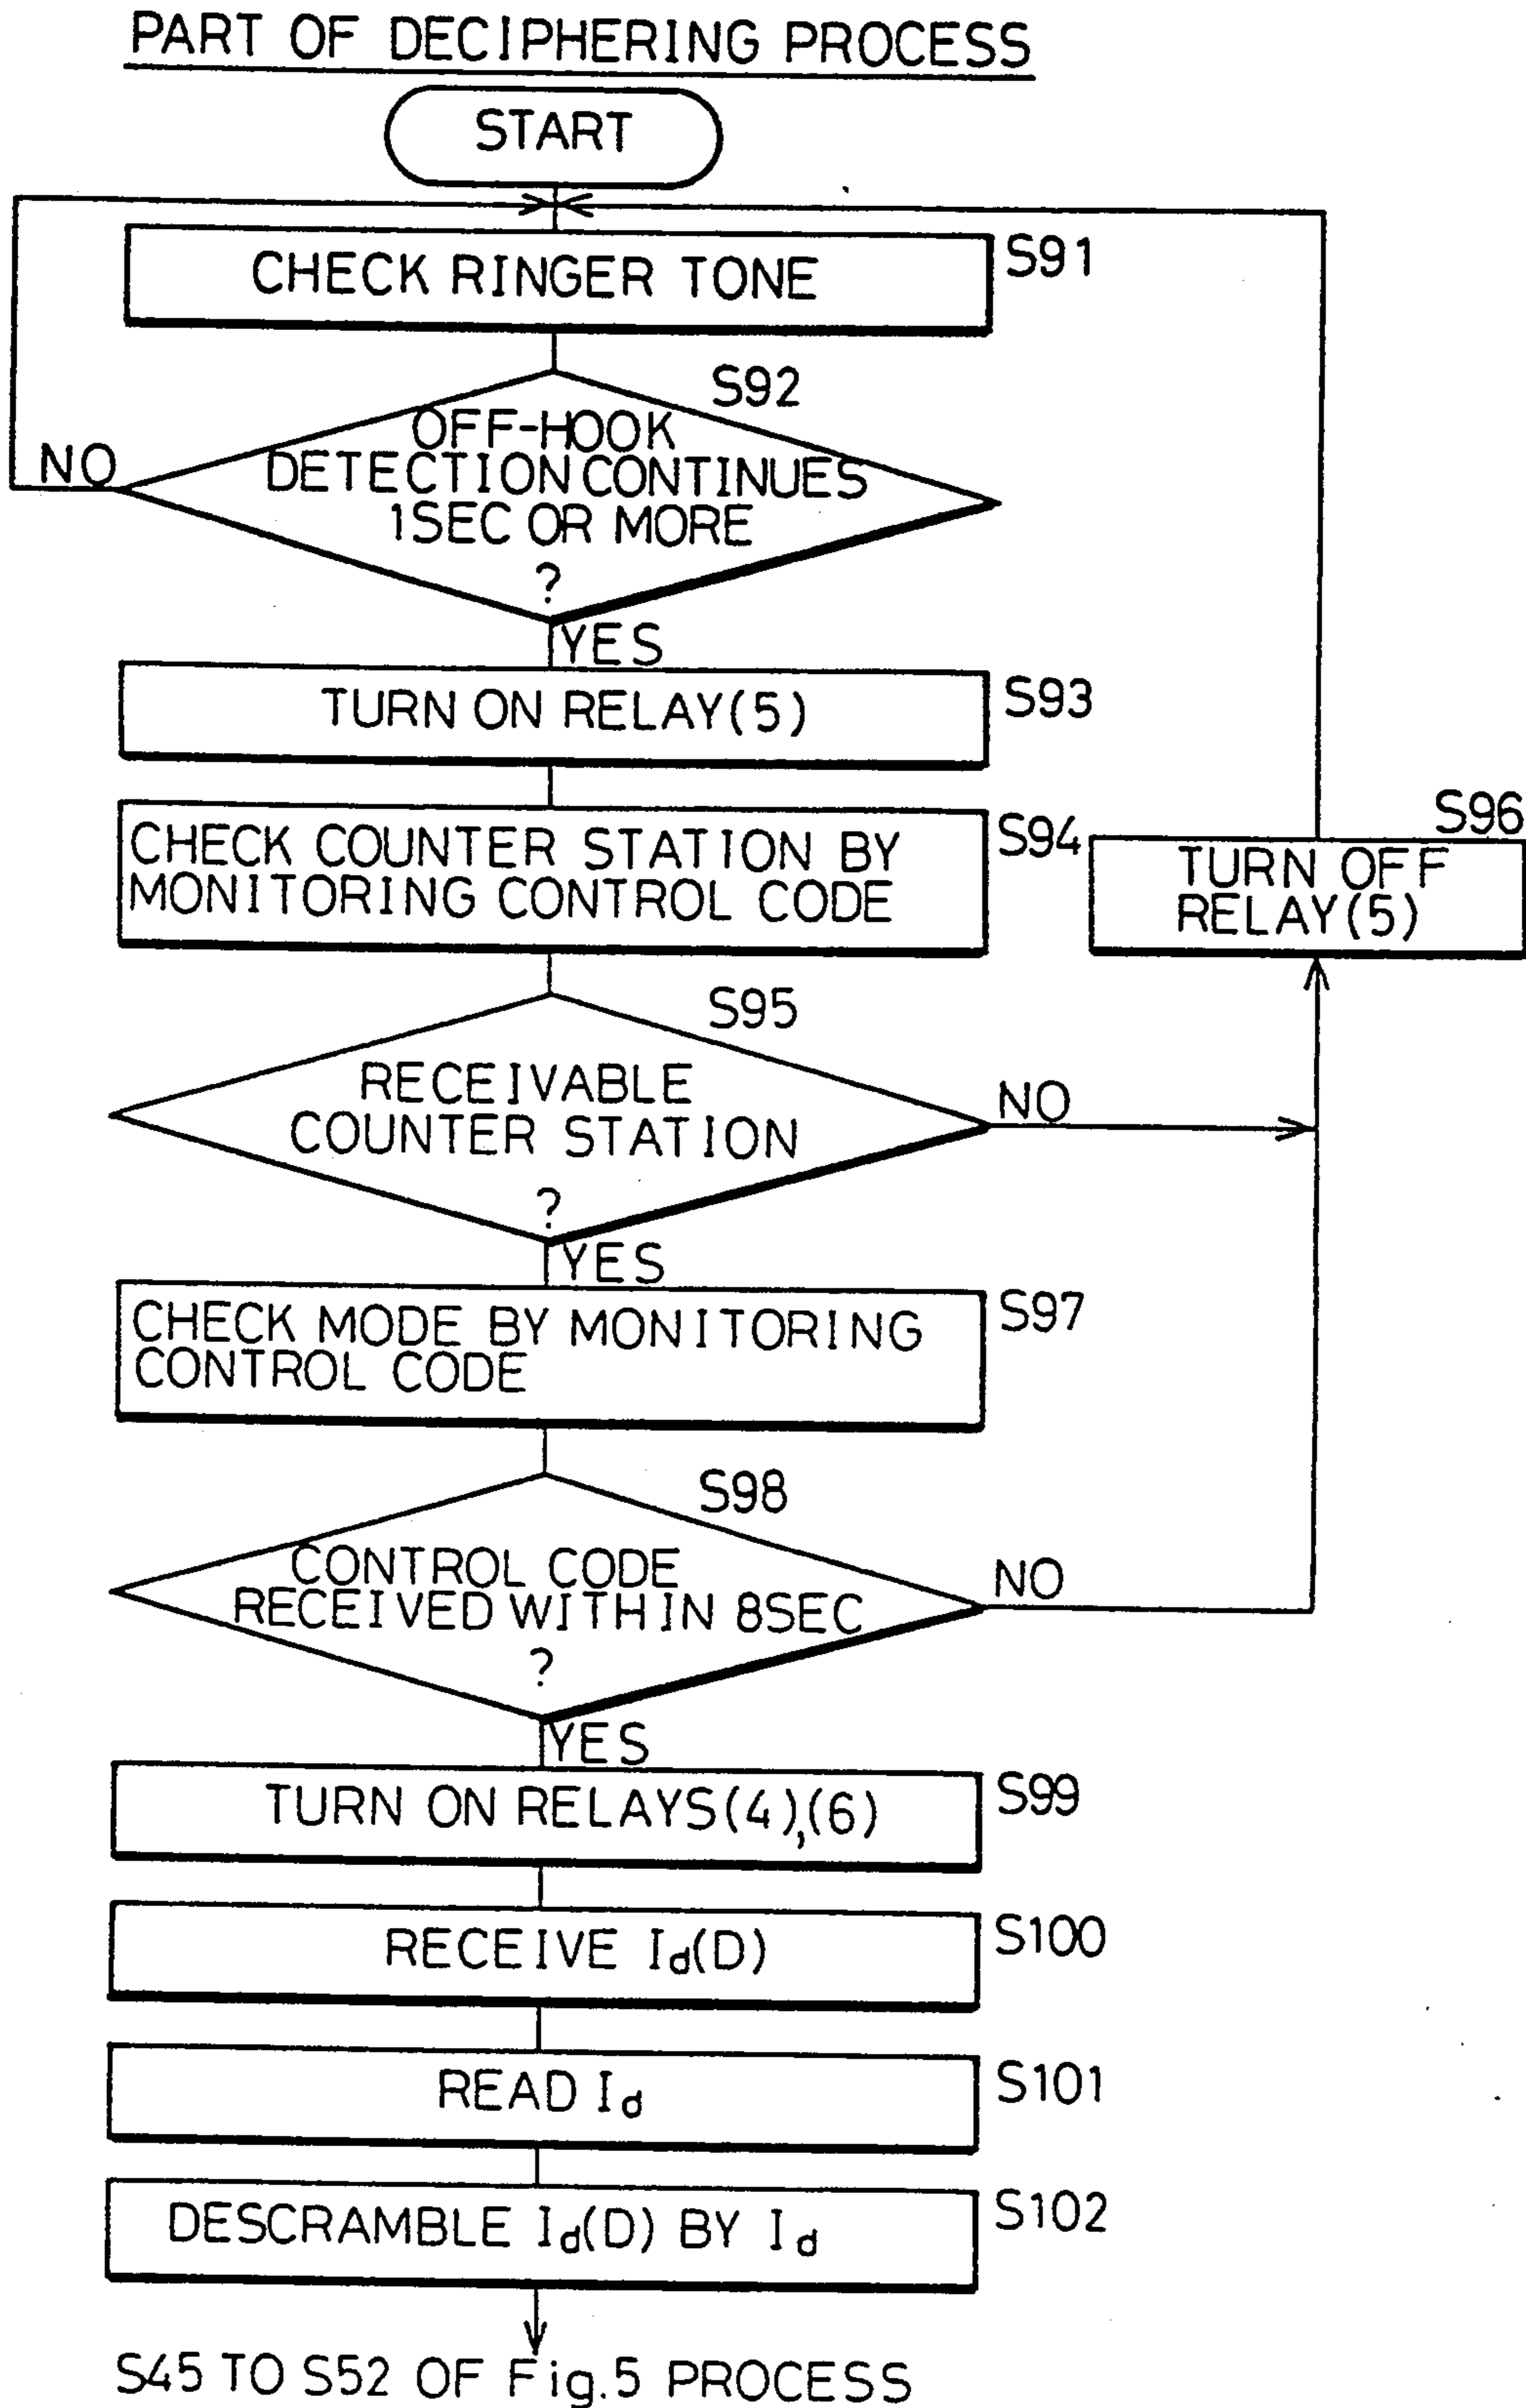 PART OF DECIPHERING PROCESS
START
CHECK RINGER TONE
S91
S92
OFF-HOOK
DETECTION CONTINUES
1SEC OR MORE
?
NO
YES
TURN ON RELAY(5)
S93
CHECK COUNTER STATION BY
MONITORING CONTROL CODE
S94
S96
TURN OFF
RELAY(5)
S95
RECEIVABLE
COUNTER STATION
?
NO
YES
CHECK MODE BY MONITORING
CONTROL CODE
S97
S98
CONTROL CODE
RECEIVED WITHIN 8SEC
?
NO
YES
TURN ON RELAYS(4),(6)
S99
RECEIVE Id(D)
S100
READ Id
S101
DESCRAMBLE Id(D) BY Id
S102
S45 TO S52 OF Fig.5 PROCESS